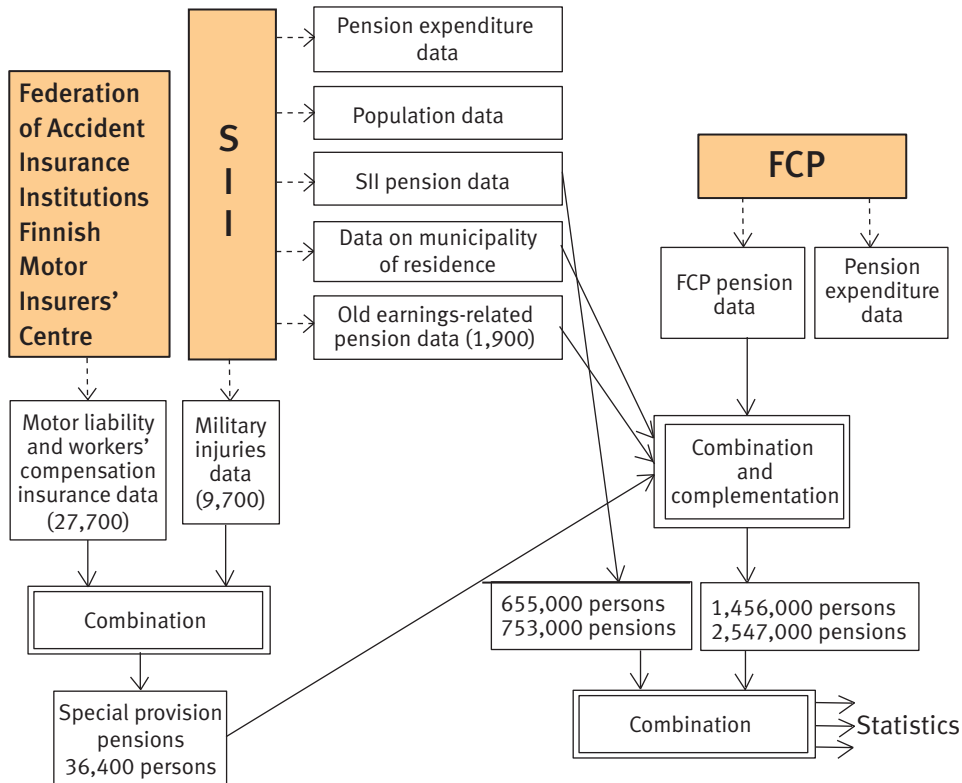 Federation
of Accident
Insurance
Institutions
Finnish
Motor
Insurers’
Centre
S
I
I
Pension expenditure
data
Population data
SII pension data
Data on municipality
of residence
Old earnings-related
pension data (1,900)
FCP
FCP pension
data
Pension
expenditure
data
Motor liability
and workers’
compensation
insurance data
(27,700)
Military
injuries
data
(9,700)
Combination
and
complementation
Combination
655,000 persons
753,000 pensions
1,456,000 persons
2,547,000 pensions
Special provision
pensions
36,400 persons
Combination
Statistics